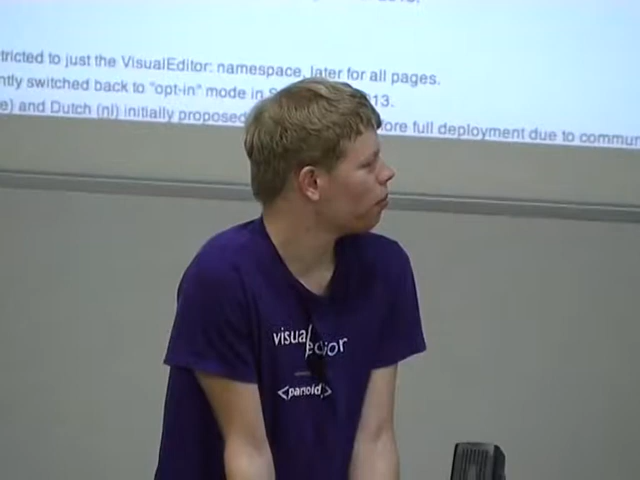 tricted to just the VisualEditor: namespace, later for all pages.
ntly switched back to "opt-in" mode in S 13.
e) and Dutch (nl) initially proposed ore full deployment due to commun
visual
editor
<parsoid/>